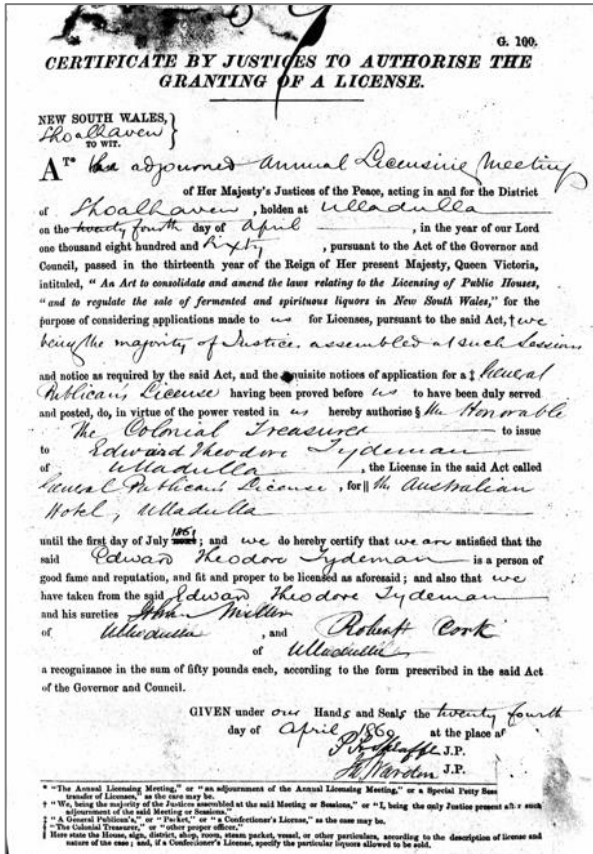 G. 100.
CERTIFICATE BY JUSTICES TO AUTHORISE THE
GRANTING OF A LICENSE.
NEW SOUTH WALES,
Shoalhaven
TO WIT.
AT* the adjourned Annual Licensing Meeting
of Her Majesty's Justices of the Peace, acting in and for the District
of Shoalhaven, holden at Ulladulla
on the twenty fourth day of April, in the year of our Lord
one thousand eight hundred and Sixty, pursuant to the Act of the Governor and
Council, passed in the thirteenth year of the Reign of Her present Majesty, Queen Victoria,
intituled, "An Act to consolidate and amend the laws relating to the Licensing of Public Houses,
"and to regulate the sale of fermented and spirituous liquors in New South Wales," for the
purpose of considering applications made to us for Licenses, pursuant to the said Act, † we
being the majority of Justices assembled at such Session
and notice as required by the said Act, and the requisite notices of application for a ‡ General
Publican's License having been proved before us to have been duly served
and posted, do, in virtue of the power vested in us hereby authorise § the Honorable
The Colonial Treasurer to issue
to Edward Theodore Tydeman
of Ulladulla, the License in the said Act called
General Publican's License, for || the Australian
Hotel, Ulladulla
until the first day of July 1861; and we do hereby certify that we are satisfied that the
said Edward Theodore Tydeman is a person of
good fame and reputation, and fit and proper to be licensed as aforesaid; and also that we
have taken from the said Edward Theodore Tydeman
and his sureties John Miller
of Ulladulla, and Robert Cork
of Ulladulla
a recognizance in the sum of fifty pounds each, according to the form prescribed in the said Act
of the Governor and Council.
GIVEN under our Hands and Seals the twenty fourth
day of April 1860 at the place of
J.P.
Warden J.P.
* "The Annual Licensing Meeting," or "an adjournment of the Annual Licensing Meeting," or a Special Petty Sess
transfer of Licenses," as the case may be.
† "We, being the majority of the Justices assembled at the said Meeting or Sessions," or "I, being the only Justice present after such
adjournment of the said Meeting or Sessions."
‡ "A General Publican's," or "Packet," or "a Confectioner's License," as the case may be.
§ "The Colonial Treasurer," or "other proper officer."
|| Here state the House, sign, district, shop, room, steam packet, vessel, or other particulars, according to the description of license and
nature of the case; and, if a Confectioner's License, specify the particular liquors allowed to be sold.